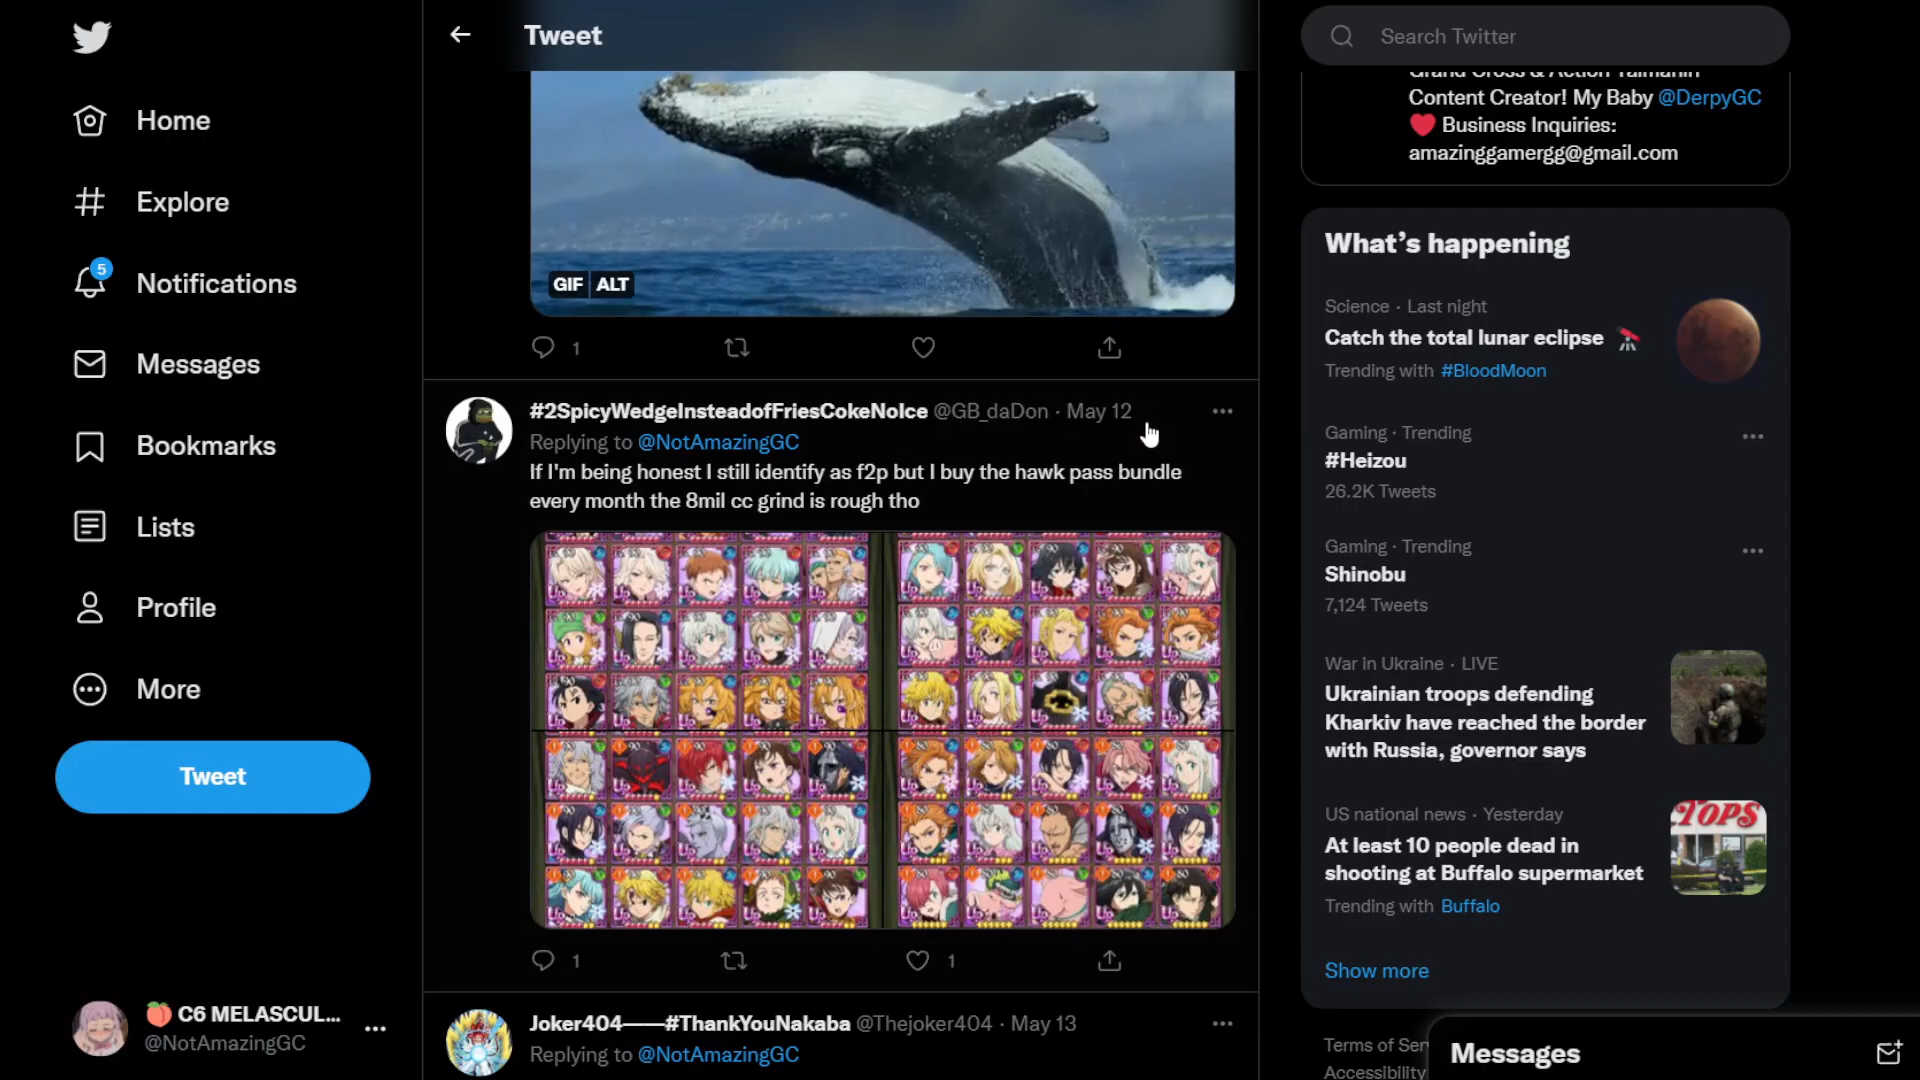 Home
Explore
5
Notifications
Messages
Bookmarks
Lists
Profile
More
Tweet
C6 MELASCUL...
@NotAmazingGC
Tweet
GIF ALT
1
#2SpicyWedgeInsteadofFriesCokeNoIce @GB_daDon · May 12
Replying to @NotAmazingGC
If I'm being honest I still identify as f2p but I buy the hawk pass bundle
every month the 8mil cc grind is rough tho
1
1
Joker404——#ThankYouNakaba @Thejoker404 · May 13
Replying to @NotAmazingGC
Search Twitter
Content Creator! My Baby @DerpyGC
Business Inquiries:
amazinggamergg@gmail.com
What's happening
Science · Last night
Catch the total lunar eclipse
Trending with #BloodMoon
Gaming · Trending
#Heizou
26.2K Tweets
Gaming · Trending
Shinobu
7,124 Tweets
War in Ukraine · LIVE
Ukrainian troops defending
Kharkiv have reached the border
with Russia, governor says
US national news · Yesterday
At least 10 people dead in
shooting at Buffalo supermarket
Trending with Buffalo
TOPS
Show more
Terms of Ser
Accessibility
Messages